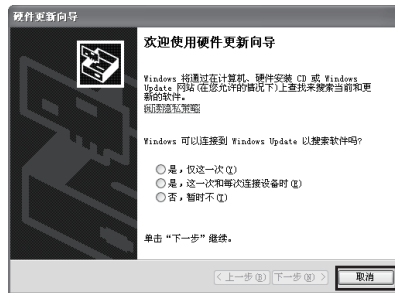 硬件更新向导
欢迎使用硬件更新向导
Windows 将通过在计算机、硬件安装 CD 或 Windows
Update 网站(在您允许的情况下)上查找来搜索当前和更
新的软件。
阅读隐私策略
Windows 可以连接到 Windows Update 以搜索软件吗?
是，仅这一次(Y)
是，这一次和每次连接设备时(E)
否，暂时不(T)
单击“下一步”继续。
< 上一步(B) 下一步(N) > 取消